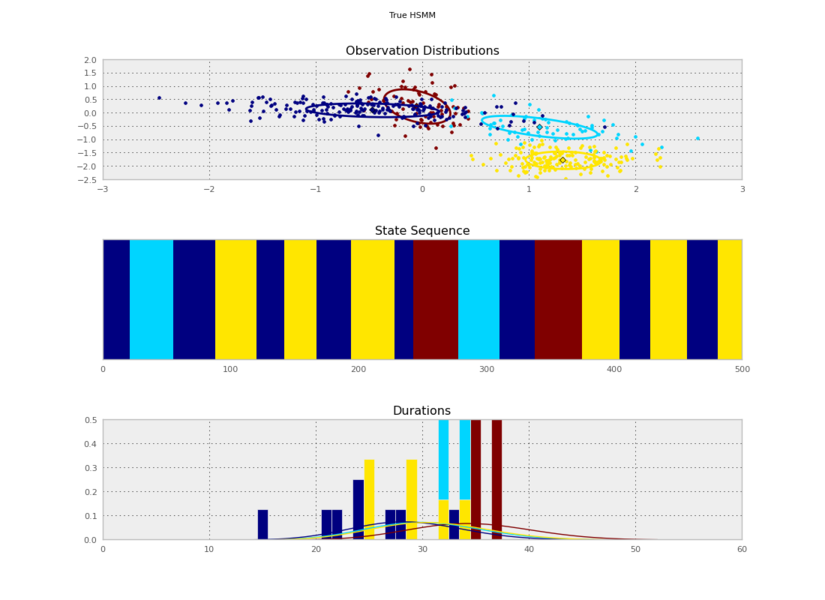 True HSMM
Observation Distributions
2.0
1.5
1.0
0.5
0.0
−0.5
−1.0
−1.5
−2.0
−2.5
−3 −2 −1 0 1 2 3
State Sequence
0 100 200 300 400 500
Durations
0.5
0.4
0.3
0.2
0.1
0.0
0 10 20 30 40 50 60